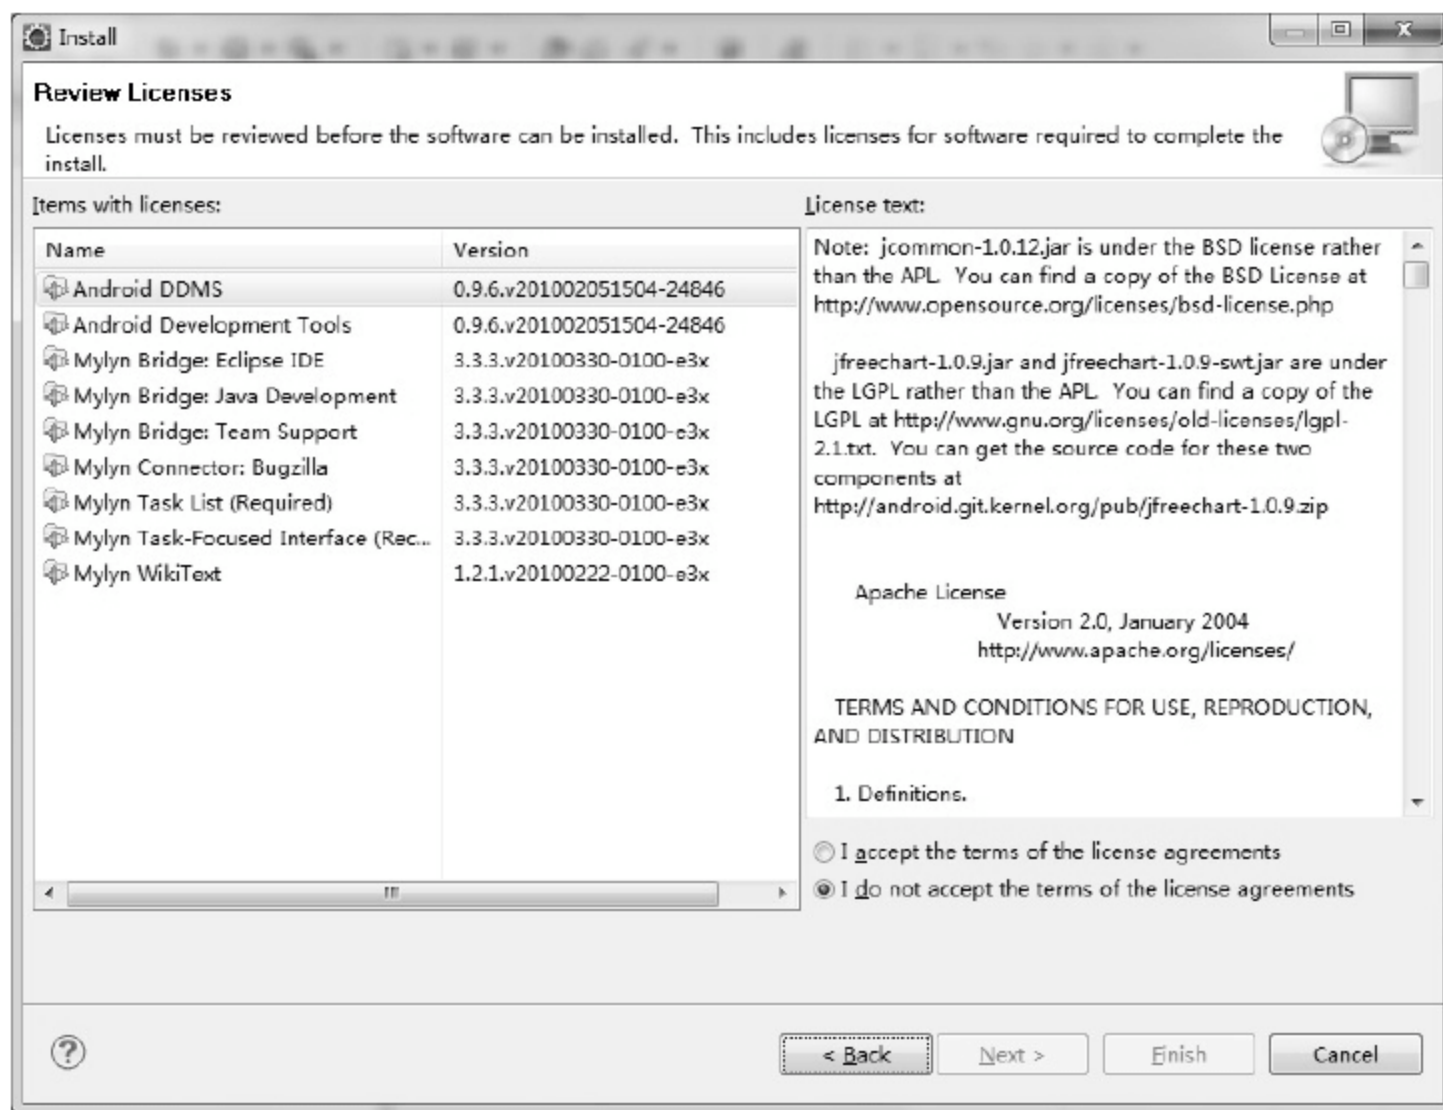 Install
Review Licenses
Licenses must be reviewed before the software can be installed.  This includes licenses for software required to complete the
install.
Items with licenses:
Name Version
Android DDMS 0.9.6.v201002051504-24846
Android Development Tools 0.9.6.v201002051504-24846
Mylyn Bridge: Eclipse IDE 3.3.3.v20100330-0100-e3x
Mylyn Bridge: Java Development 3.3.3.v20100330-0100-e3x
Mylyn Bridge: Team Support 3.3.3.v20100330-0100-e3x
Mylyn Connector: Bugzilla 3.3.3.v20100330-0100-e3x
Mylyn Task List (Required) 3.3.3.v20100330-0100-e3x
Mylyn Task-Focused Interface (Rec... 3.3.3.v20100330-0100-e3x
Mylyn WikiText 1.2.1.v20100222-0100-e3x
License text:
Note:  jcommon-1.0.12.jar is under the BSD license rather
than the APL.  You can find a copy of the BSD License at
http://www.opensource.org/licenses/bsd-license.php
jfreechart-1.0.9.jar and jfreechart-1.0.9-swt.jar are under
the LGPL rather than the APL.  You can find a copy of the
LGPL at http://www.gnu.org/licenses/old-licenses/lgpl-
2.1.txt.  You can get the source code for these two
components at
http://android.git.kernel.org/pub/jfreechart-1.0.9.zip
Apache License
Version 2.0, January 2004
http://www.apache.org/licenses/
TERMS AND CONDITIONS FOR USE, REPRODUCTION,
AND DISTRIBUTION
1. Definitions.
I accept the terms of the license agreements
I do not accept the terms of the license agreements
?
< Back
Next >
Finish
Cancel